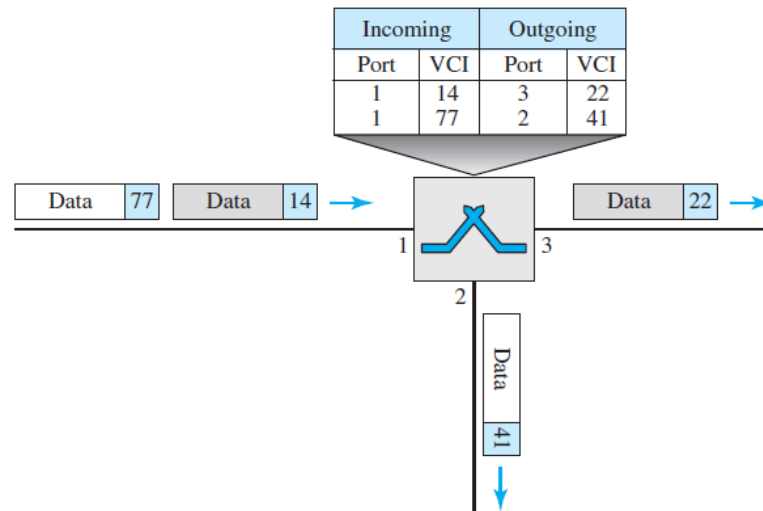 Incoming Outgoing
Port VCI Port VCI
1 14 3 22
1 77 2 41
Data 77 Data 14 Data 22
1 3
2
Data 41